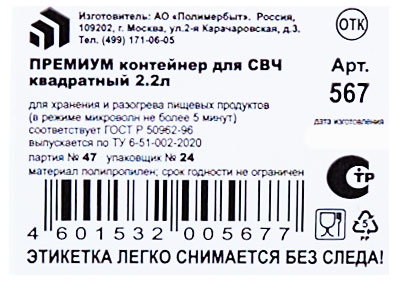 Изготовитель: АО «Полимербыт». Россия,
109202, г. Москва, ул.2-я Карачаровская, д.3.
Тел. (499) 171-06-05
ОТК
ПРЕМИУМ контейнер для СВЧ
квадратный 2.2л
Арт.
567
для хранения и разогрева пищевых продуктов
(в режиме микроволн не более 5 минут)
соответствует ГОСТ Р 50962-96
выпускается по ТУ 6-51-002-2020
дата изготовления
партия № 47 упаковщик № 24
материал полипропилен; срок годности не ограничен
СТР
4 601532 005677
5
PP
ЭТИКЕТКА ЛЕГКО СНИМАЕТСЯ БЕЗ СЛЕДА!